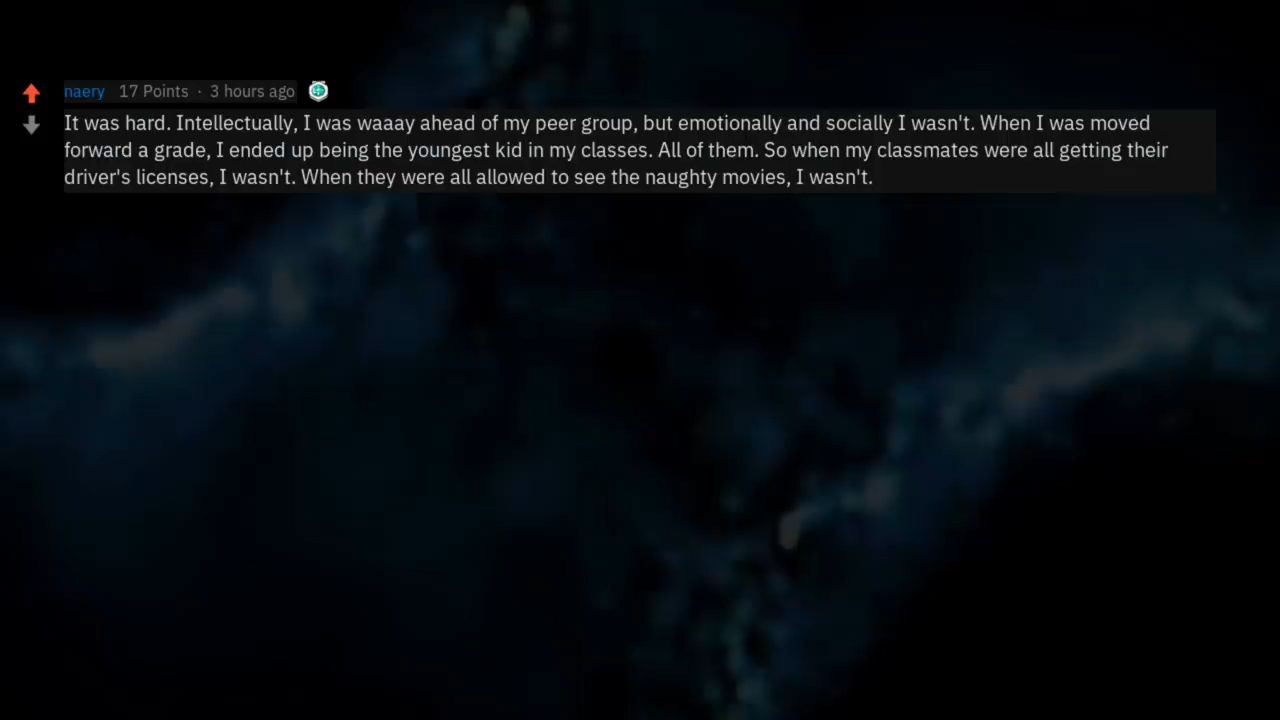 naery 17 Points · 3 hours ago
It was hard. Intellectually, I was waaay ahead of my peer group, but emotionally and socially I wasn't. When I was moved
forward a grade, I ended up being the youngest kid in my classes. All of them. So when my classmates were all getting their
driver's licenses, I wasn't. When they were all allowed to see the naughty movies, I wasn't.